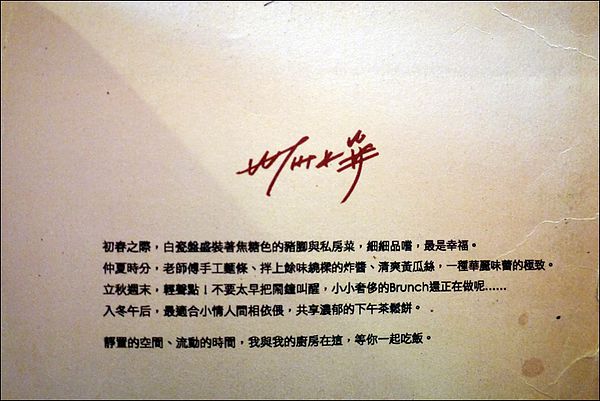 初春之際，白瓷盤盛裝著焦糖色的豬腳與私房菜，細細品嚐，最是幸福。
仲夏時分，老師傅手工麵條、拌上餘味繞樑的炸醬、清爽黃瓜絲，一種華麗味蕾的極致。
立秋週末，輕聲點！不要太早把鬧鐘叫醒，小小奢侈的Brunch還正在做呢......
入冬午后，最適合小情人間相依偎，共享濃郁的下午茶鬆餅。
靜置的空間、流動的時間，我與我的廚房在這，等你一起吃飯。